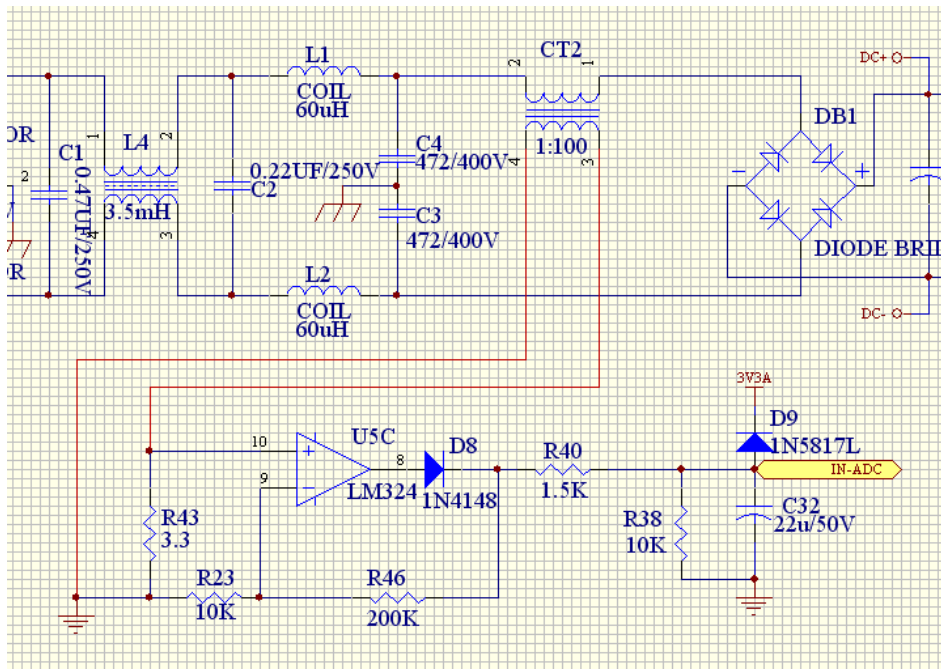 L1
COIL
60uH
2
CT2
1
DC+
DB1
OR
1
L4
2
C1
2
0.47UF/250V
3.5mH
4
3
0.22UF/250V
C2
C4
472/400V
C3
472/400V
4
1:100
3
−
+
DIODE BRI
R
L2
COIL
60uH
DC-
3V3A
D9
1N5817L
10
U5C
+
9
−
8
LM324
D8
1N4148
R40
1.5K
IN-ADC
R43
3.3
R38
10K
C32
22u/50V
R23
10K
R46
200K